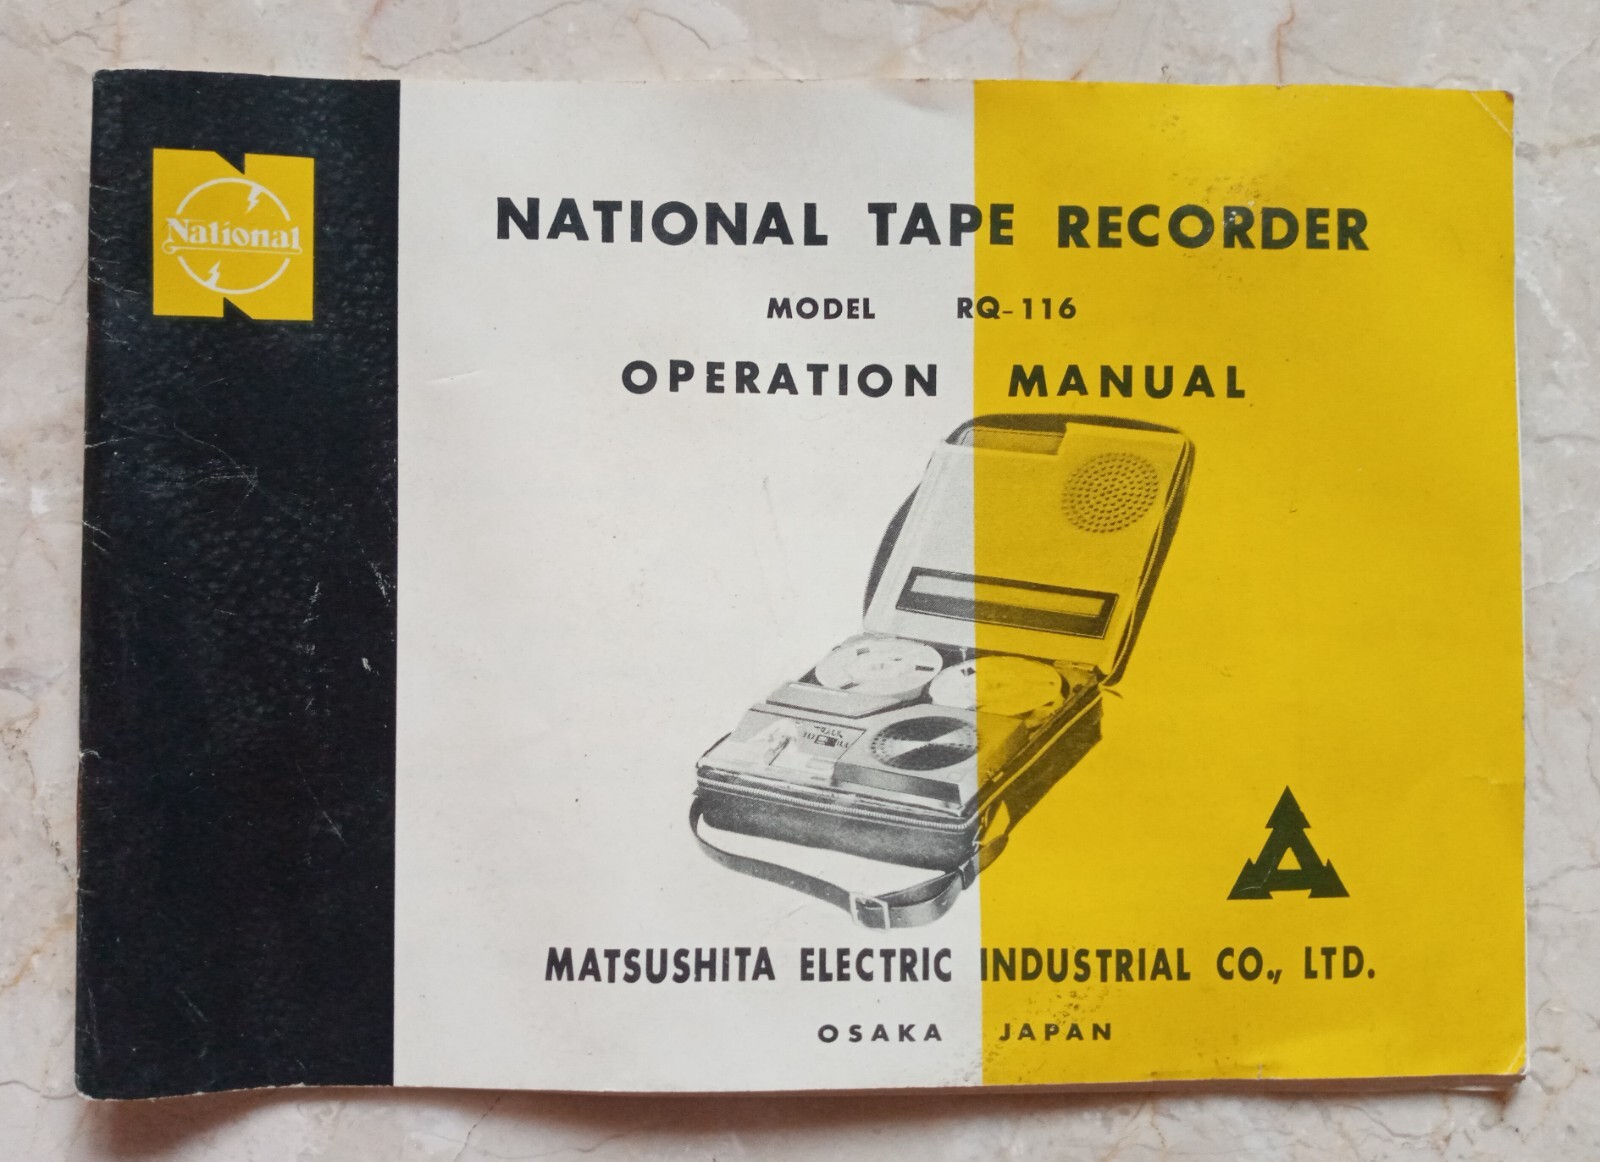 National
NATIONAL TAPE RECORDER
MODEL RQ-116
OPERATION MANUAL
MATSUSHITA ELECTRIC INDUSTRIAL CO., LTD.
OSAKA JAPAN